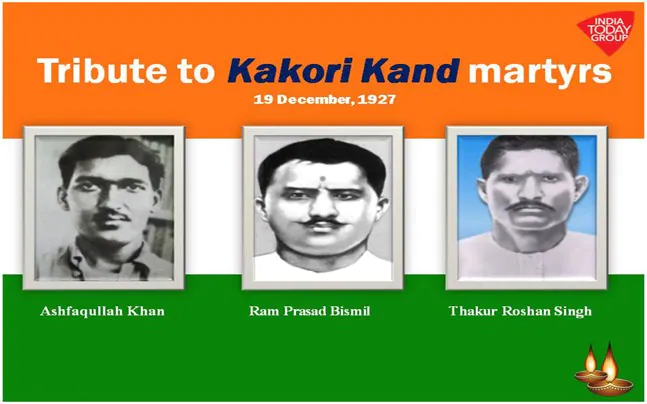 INDIA
TODAY
GROUP
Tribute to Kakori Kand martyrs
19 December, 1927
Ashfaqullah Khan
Ram Prasad Bismil
Thakur Roshan Singh